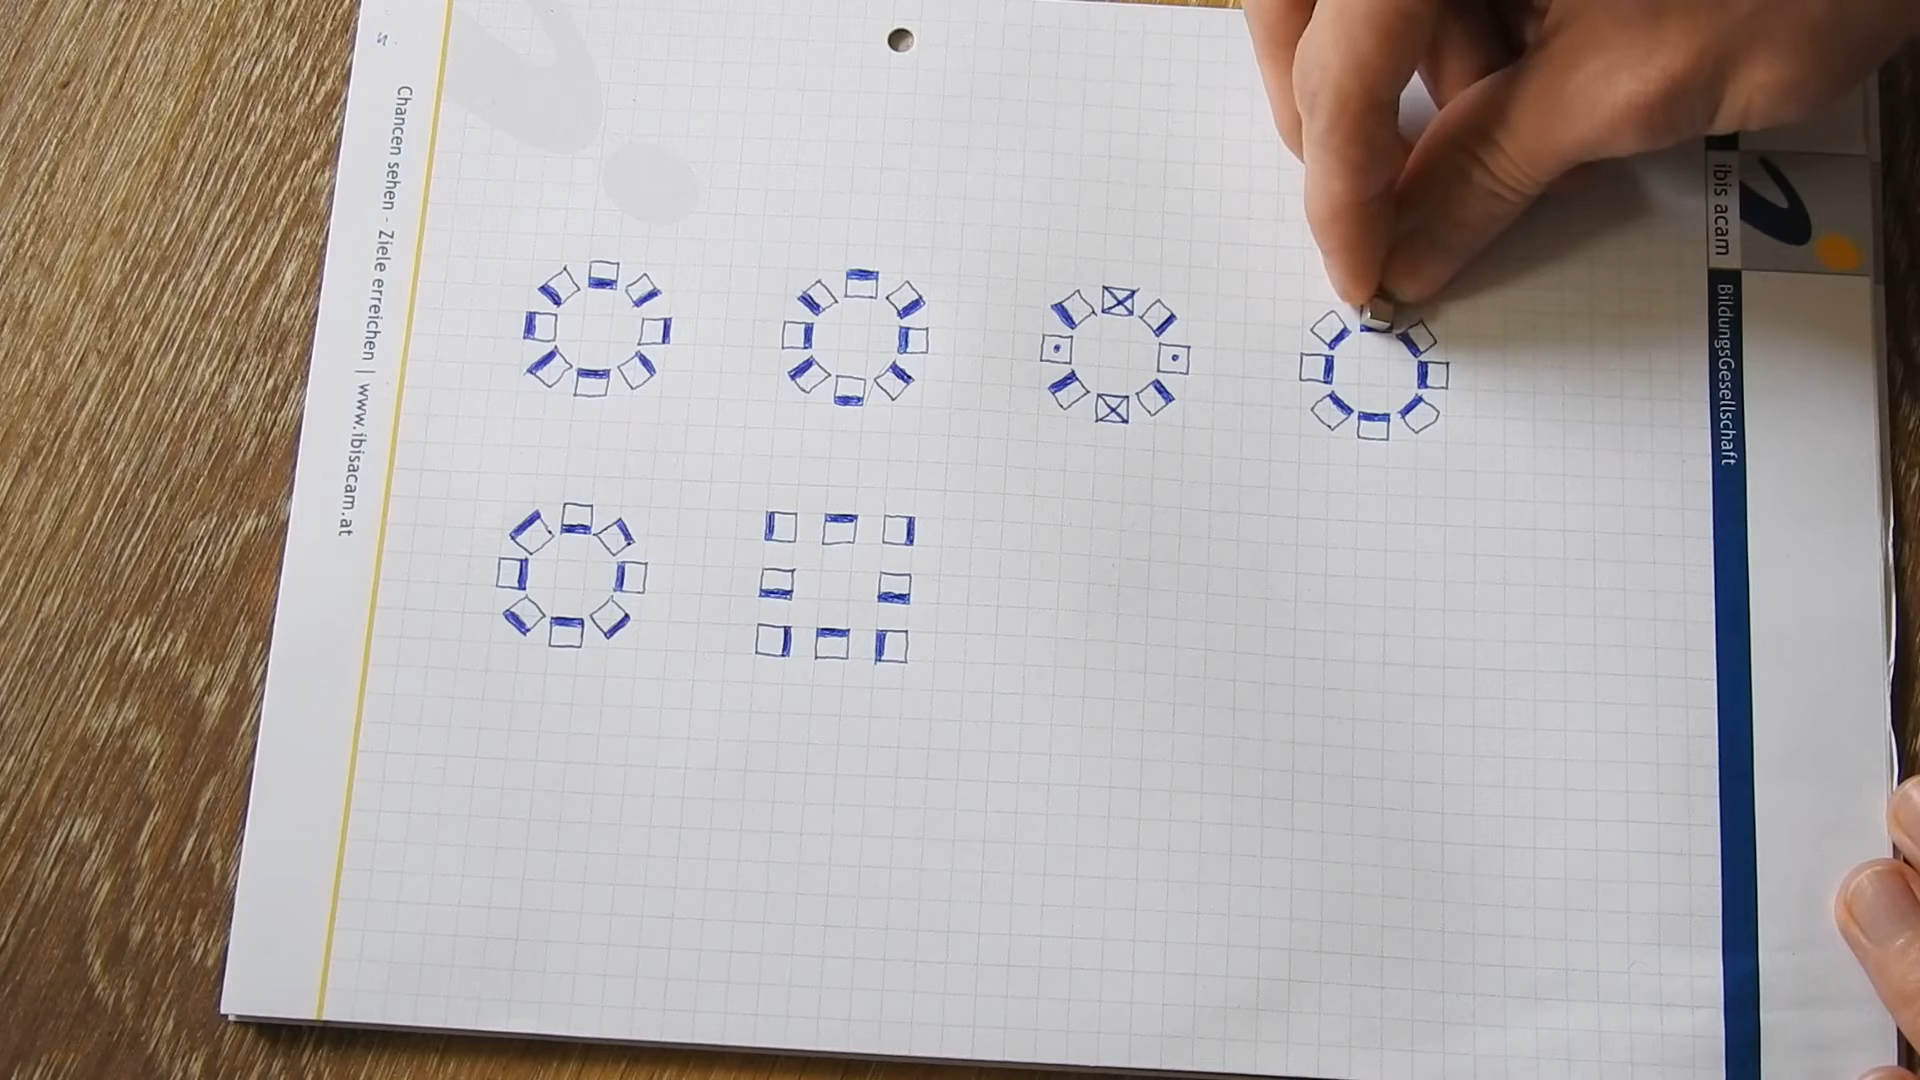 Chancen sehen - Ziele erreichen | www.ibisacam.at
ibis acam
BildungsGesellschaft